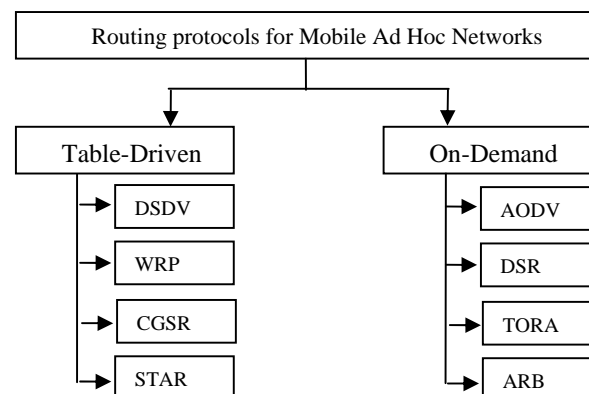 Routing protocols for Mobile Ad Hoc Networks
Table-Driven
DSDV
WRP
CGSR
STAR
On-Demand
AODV
DSR
TORA
ARB